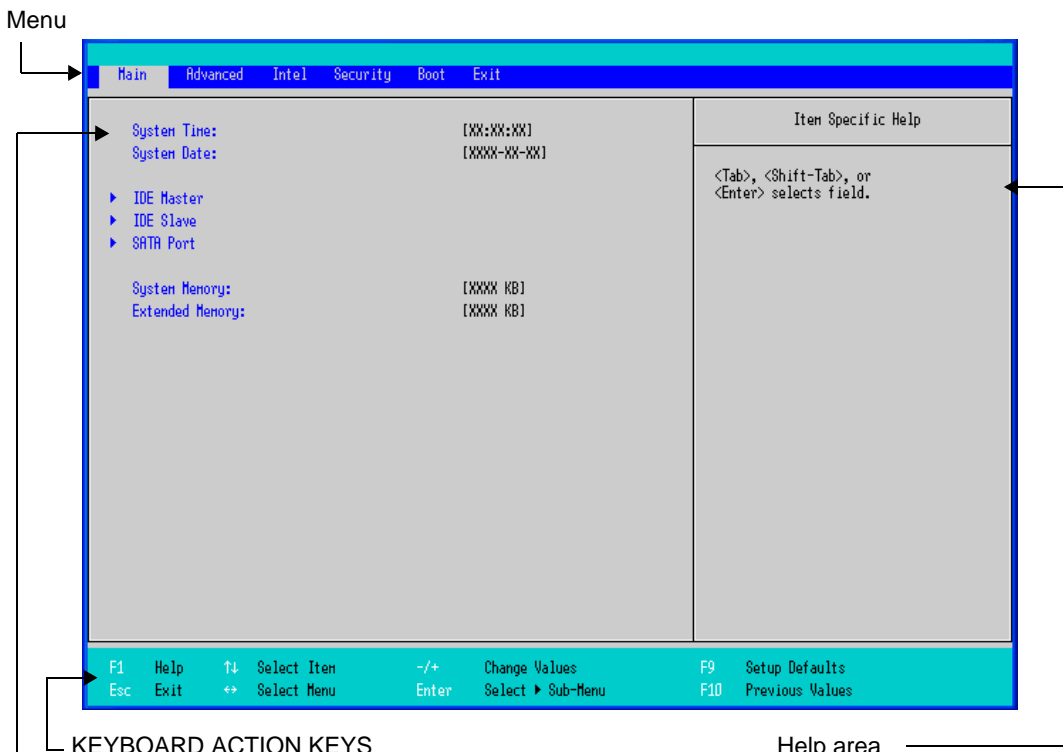 Menu
Main Advanced Intel Security Boot Exit
Item Specific Help
System Time: [XX:XX:XX]
System Date: [XXXX-XX-XX]
<Tab>, <Shift-Tab>, or
<Enter> selects field.
▶ IDE Master
▶ IDE Slave
▶ SATA Port
System Memory: [XXXX KB]
Extended Memory: [XXXX KB]
F1 Help ↑↓ Select Item -/+ Change Values F9 Setup Defaults
Esc Exit ↔ Select Menu Enter Select ▶ Sub-Menu F10 Previous Values
KEYBOARD ACTION KEYS
Help area